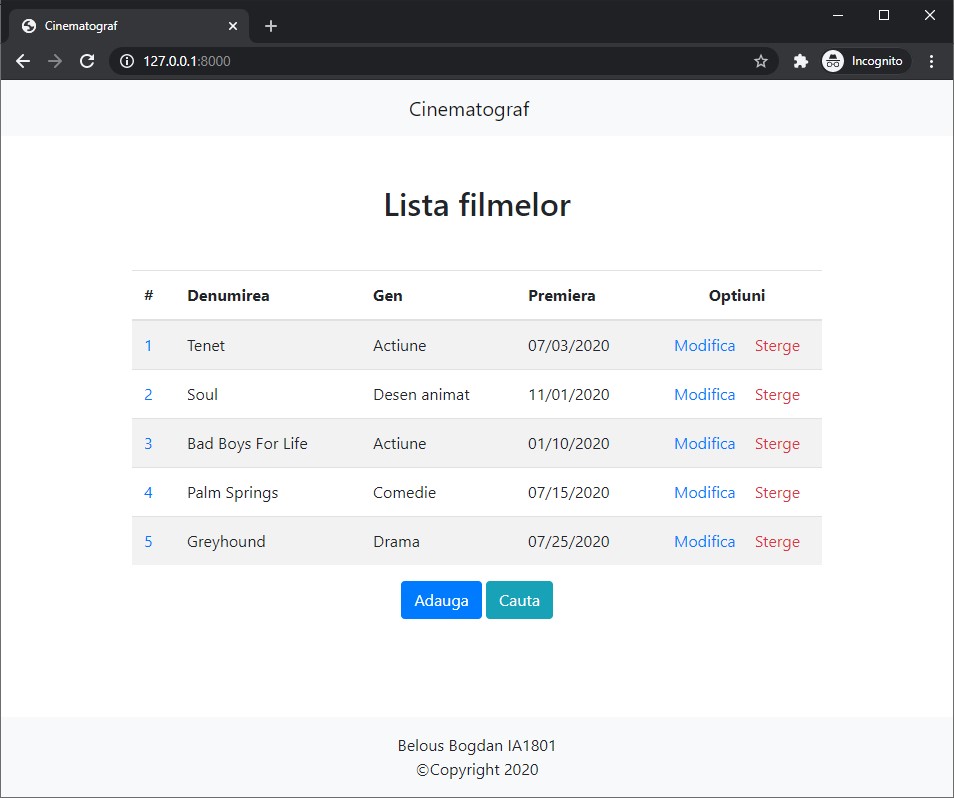 Cinematograf
127.0.0.1:8000
Incognito
Cinematograf
Lista filmelor
# Denumirea Gen Premiera Optiuni
1 Tenet Actiune 07/03/2020 Modifica Sterge
2 Soul Desen animat 11/01/2020 Modifica Sterge
3 Bad Boys For Life Actiune 01/10/2020 Modifica Sterge
4 Palm Springs Comedie 07/15/2020 Modifica Sterge
5 Greyhound Drama 07/25/2020 Modifica Sterge
Adauga Cauta
Belous Bogdan IA1801
©Copyright 2020